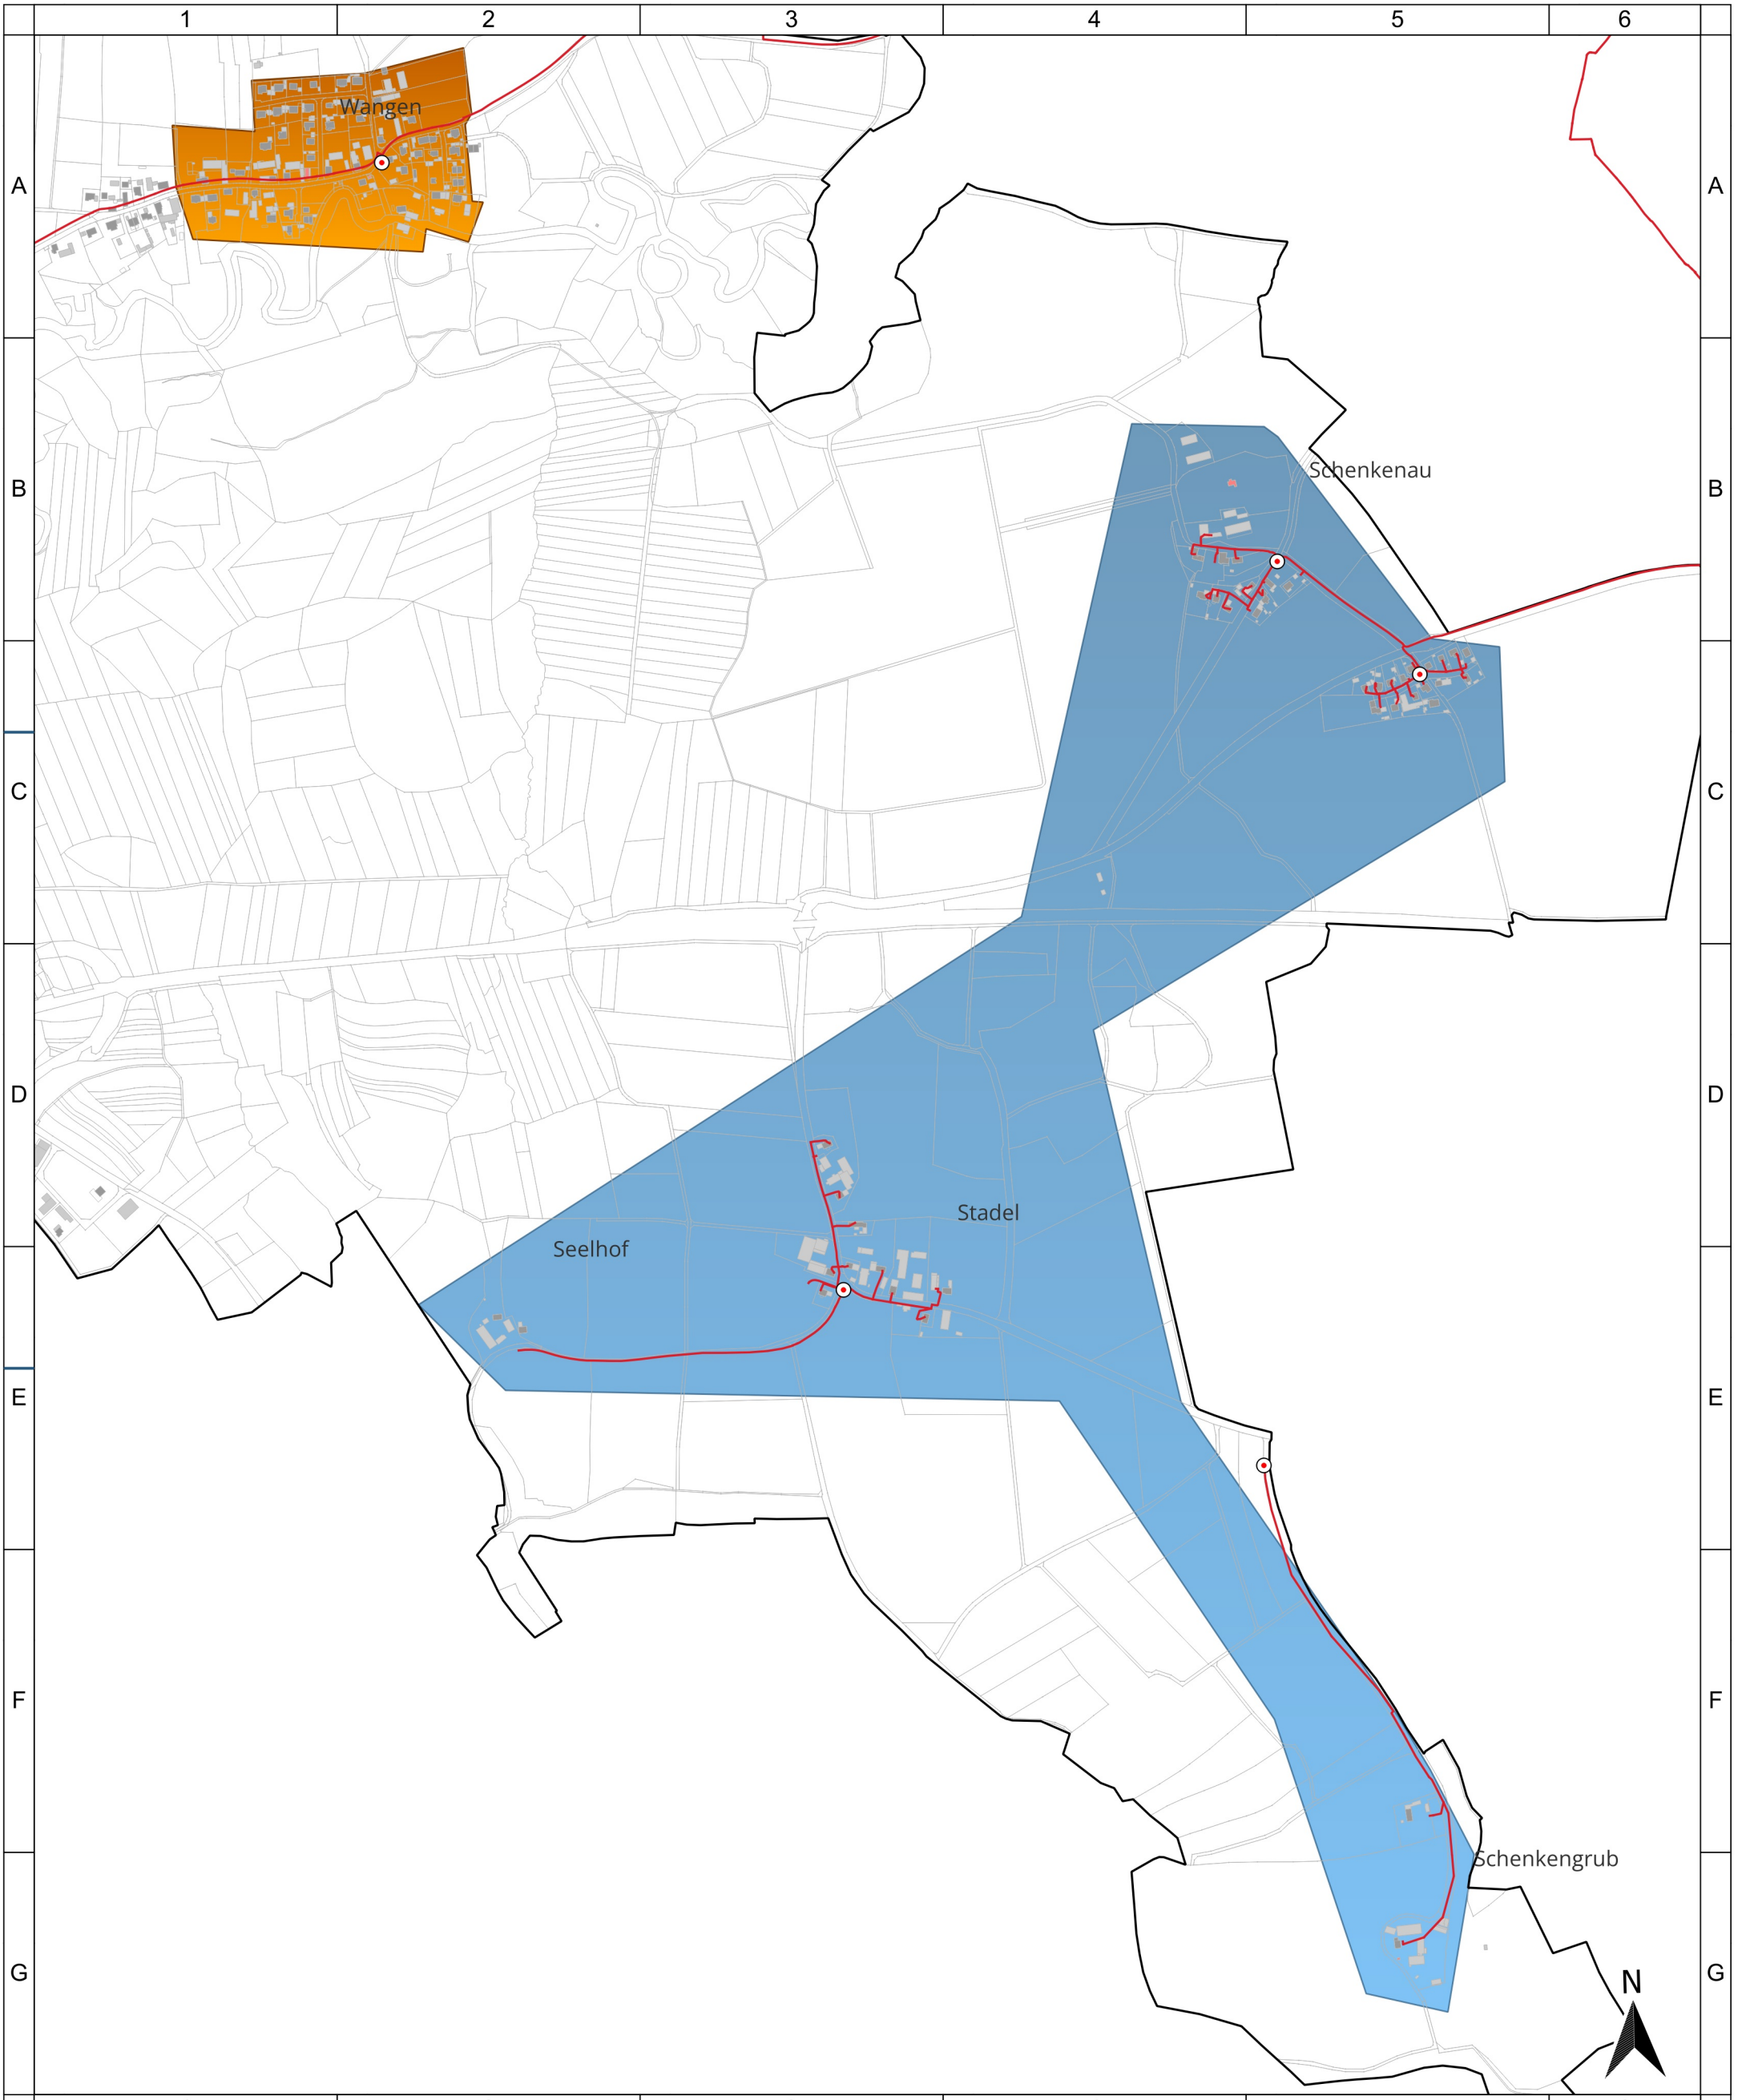 1 2 3 4 5 6
Wangen
A A
Schenkenau
B B
C C
D D
Stadel
Seelhof
E E
F F
Schenkengrub
N
G G